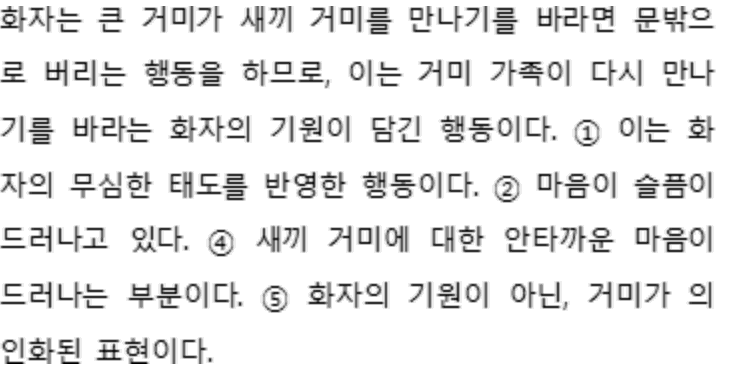 화자는 큰 거미가 새끼 거미를 만나기를 바라면 문밖으
로 버리는 행동을 하므로, 이는 거미 가족이 다시 만나
기를 바라는 화자의 기원이 담긴 행동이다. ① 이는 화
자의 무심한 태도를 반영한 행동이다. ② 마음이 슬픔이
드러나고 있다. ④ 새끼 거미에 대한 안타까운 마음이
드러나는 부분이다. ⑤ 화자의 기원이 아닌, 거미가 의
인화된 표현이다.